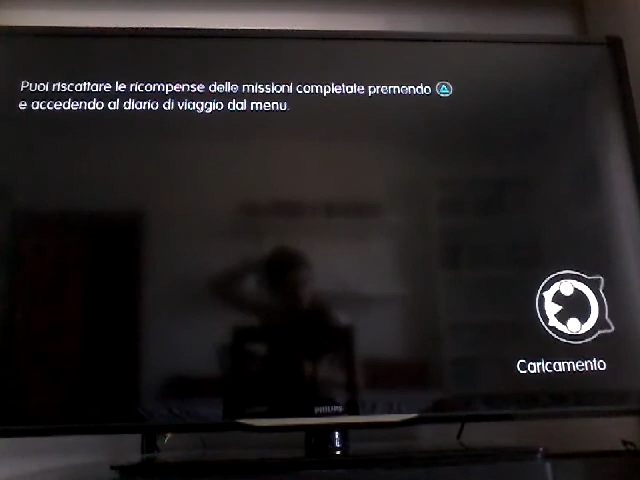 Puoi riscattare le ricompense delle missioni completate premendo
e accedendo al diario di viaggio dal menu.
Caricamento
PHILIPS